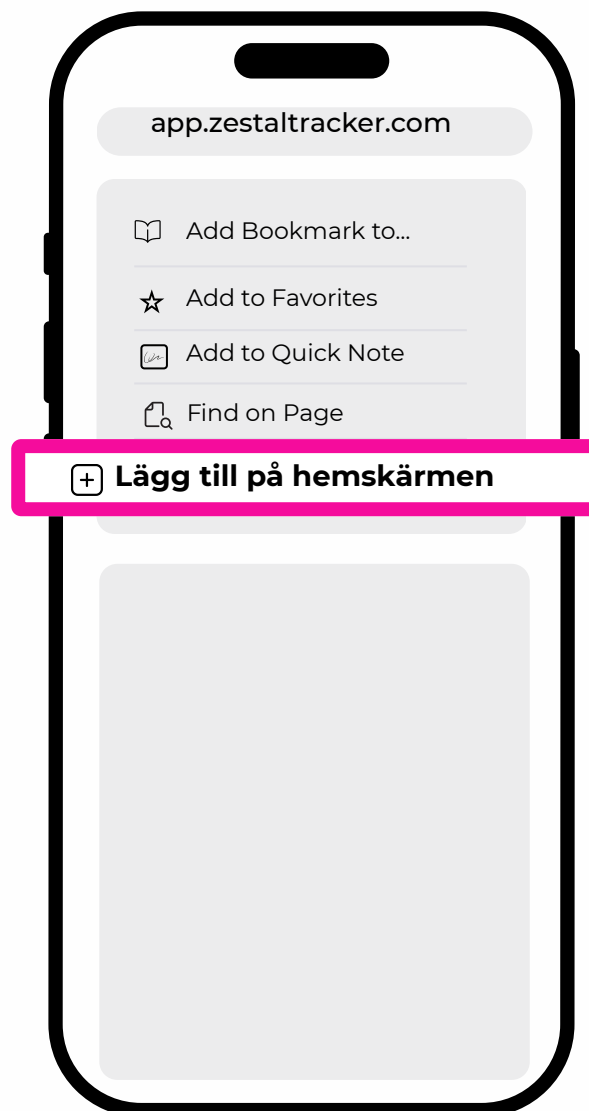 app.zestaltracker.com
Add Bookmark to...
Add to Favorites
Add to Quick Note
Find on Page
Lägg till på hemskärmen